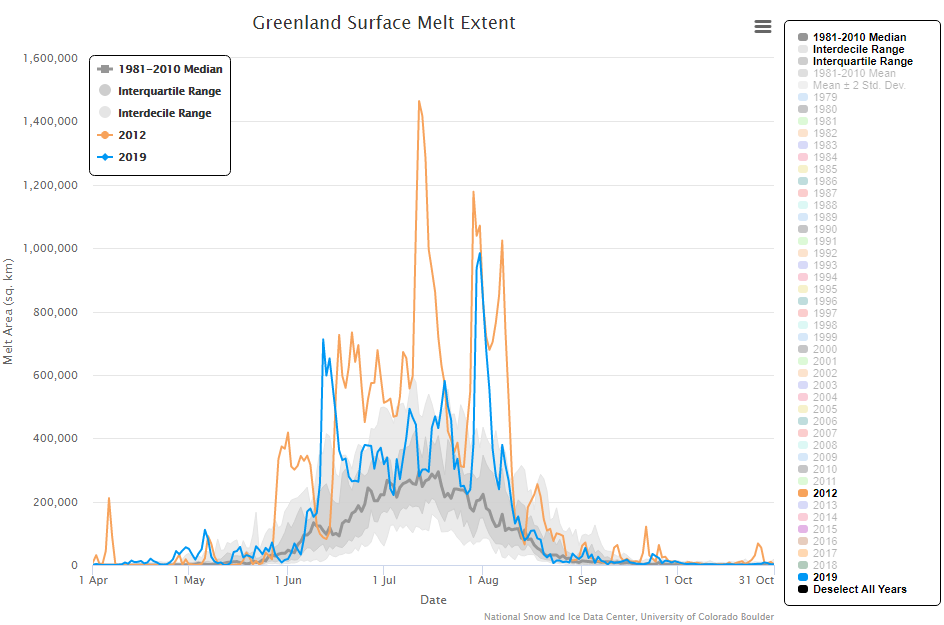 Greenland Surface Melt Extent
1,600,000
1,400,000
1,200,000
1,000,000
800,000
600,000
400,000
200,000
0
Melt Area (sq. km)
1981-2010 Median
Interquartile Range
Interdecile Range
2012
2019
1 Apr
1 May
1 Jun
1 Jul
1 Aug
1 Sep
1 Oct
31 Oct
Date
National Snow and Ice Data Center, University of Colorado Boulder
1981-2010 Median
Interdecile Range
Interquartile Range
1981-2010 Mean
Mean ± 2 Std. Dev.
1979
1980
1981
1982
1983
1984
1985
1986
1987
1988
1989
1990
1991
1992
1993
1994
1995
1996
1997
1998
1999
2000
2001
2002
2003
2004
2005
2006
2007
2008
2009
2010
2011
2012
2013
2014
2015
2016
2017
2018
2019
Deselect All Years